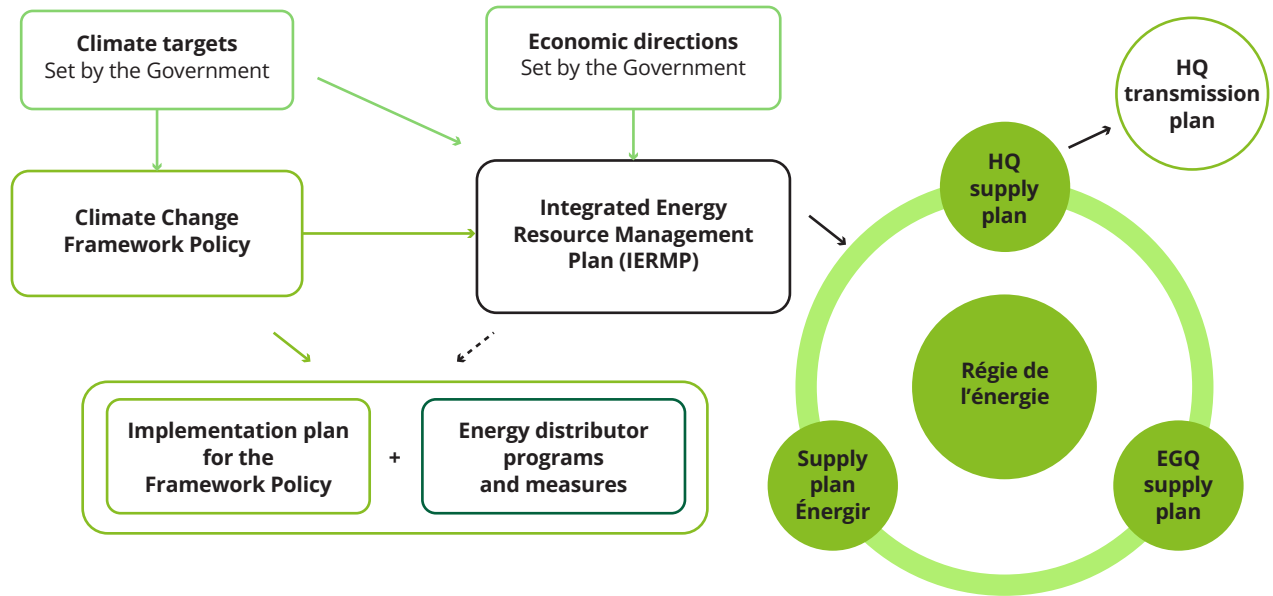 Climate targets
Set by the Government
Economic directions
Set by the Government
HQ
transmission
plan
HQ
supply
plan
Climate Change
Framework Policy
Integrated Energy
Resource Management
Plan (IERMP)
Régie de
l'énergie
Implementation plan
for the
Framework Policy
+
Energy distributor
programs
and measures
Supply
plan
Énergir
EGQ
supply
plan